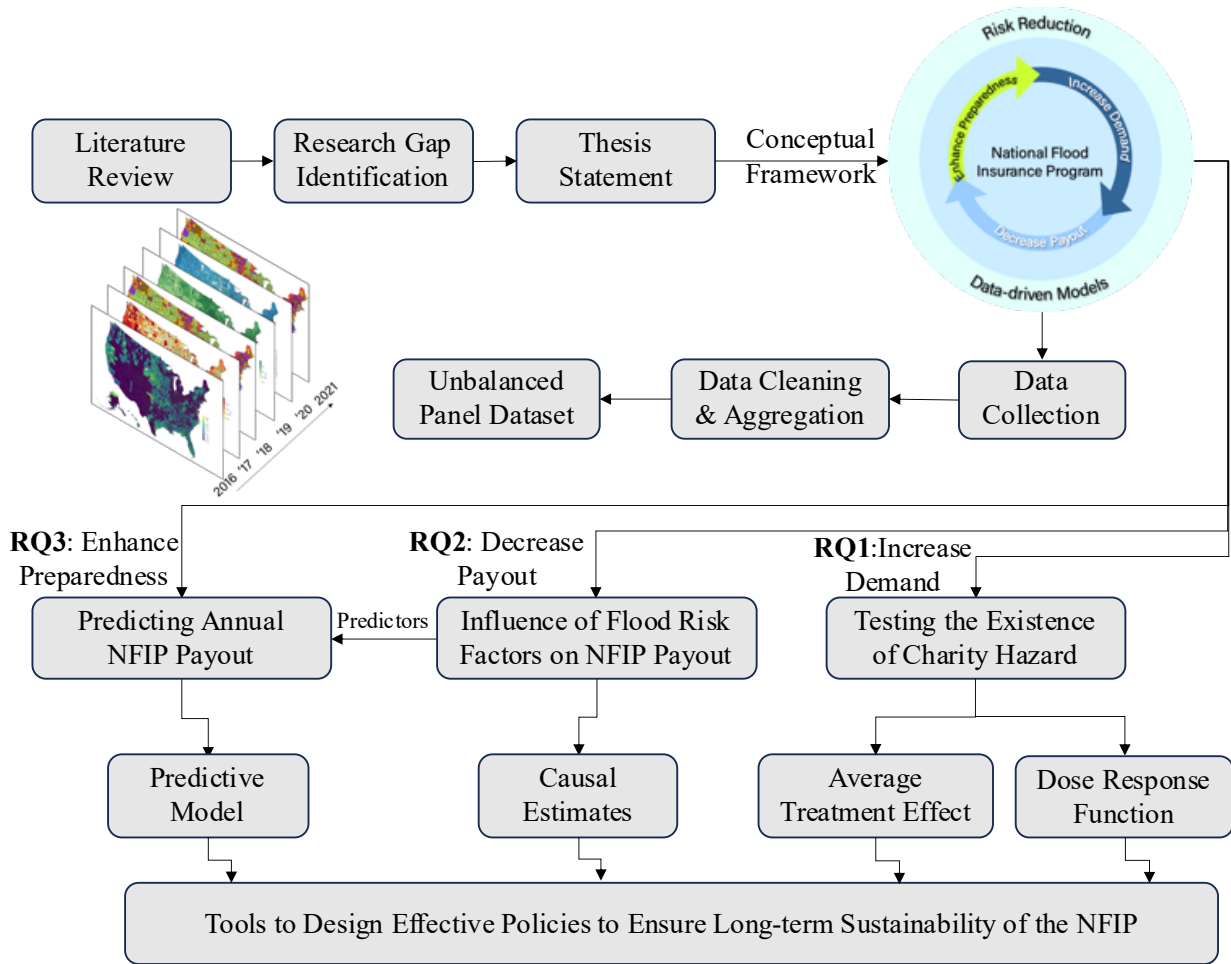 Literature
Review
Research Gap
Identification
Thesis
Statement
Conceptual
Framework
Risk Reduction
Enhance Preparedness
Increase Demand
National Flood
Insurance Program
Decrease Payout
Data-driven Models
Unbalanced
Panel Dataset
Data Cleaning
& Aggregation
Data
Collection
2016 '17 '18 '19 '20 2021
RQ3: Enhance
Preparedness
RQ2: Decrease
Payout
RQ1:Increase
Demand
Predicting Annual
NFIP Payout
Predictors
Influence of Flood Risk
Factors on NFIP Payout
Testing the Existence
of Charity Hazard
Predictive
Model
Causal
Estimates
Average
Treatment Effect
Dose Response
Function
Tools to Design Effective Policies to Ensure Long-term Sustainability of the NFIP